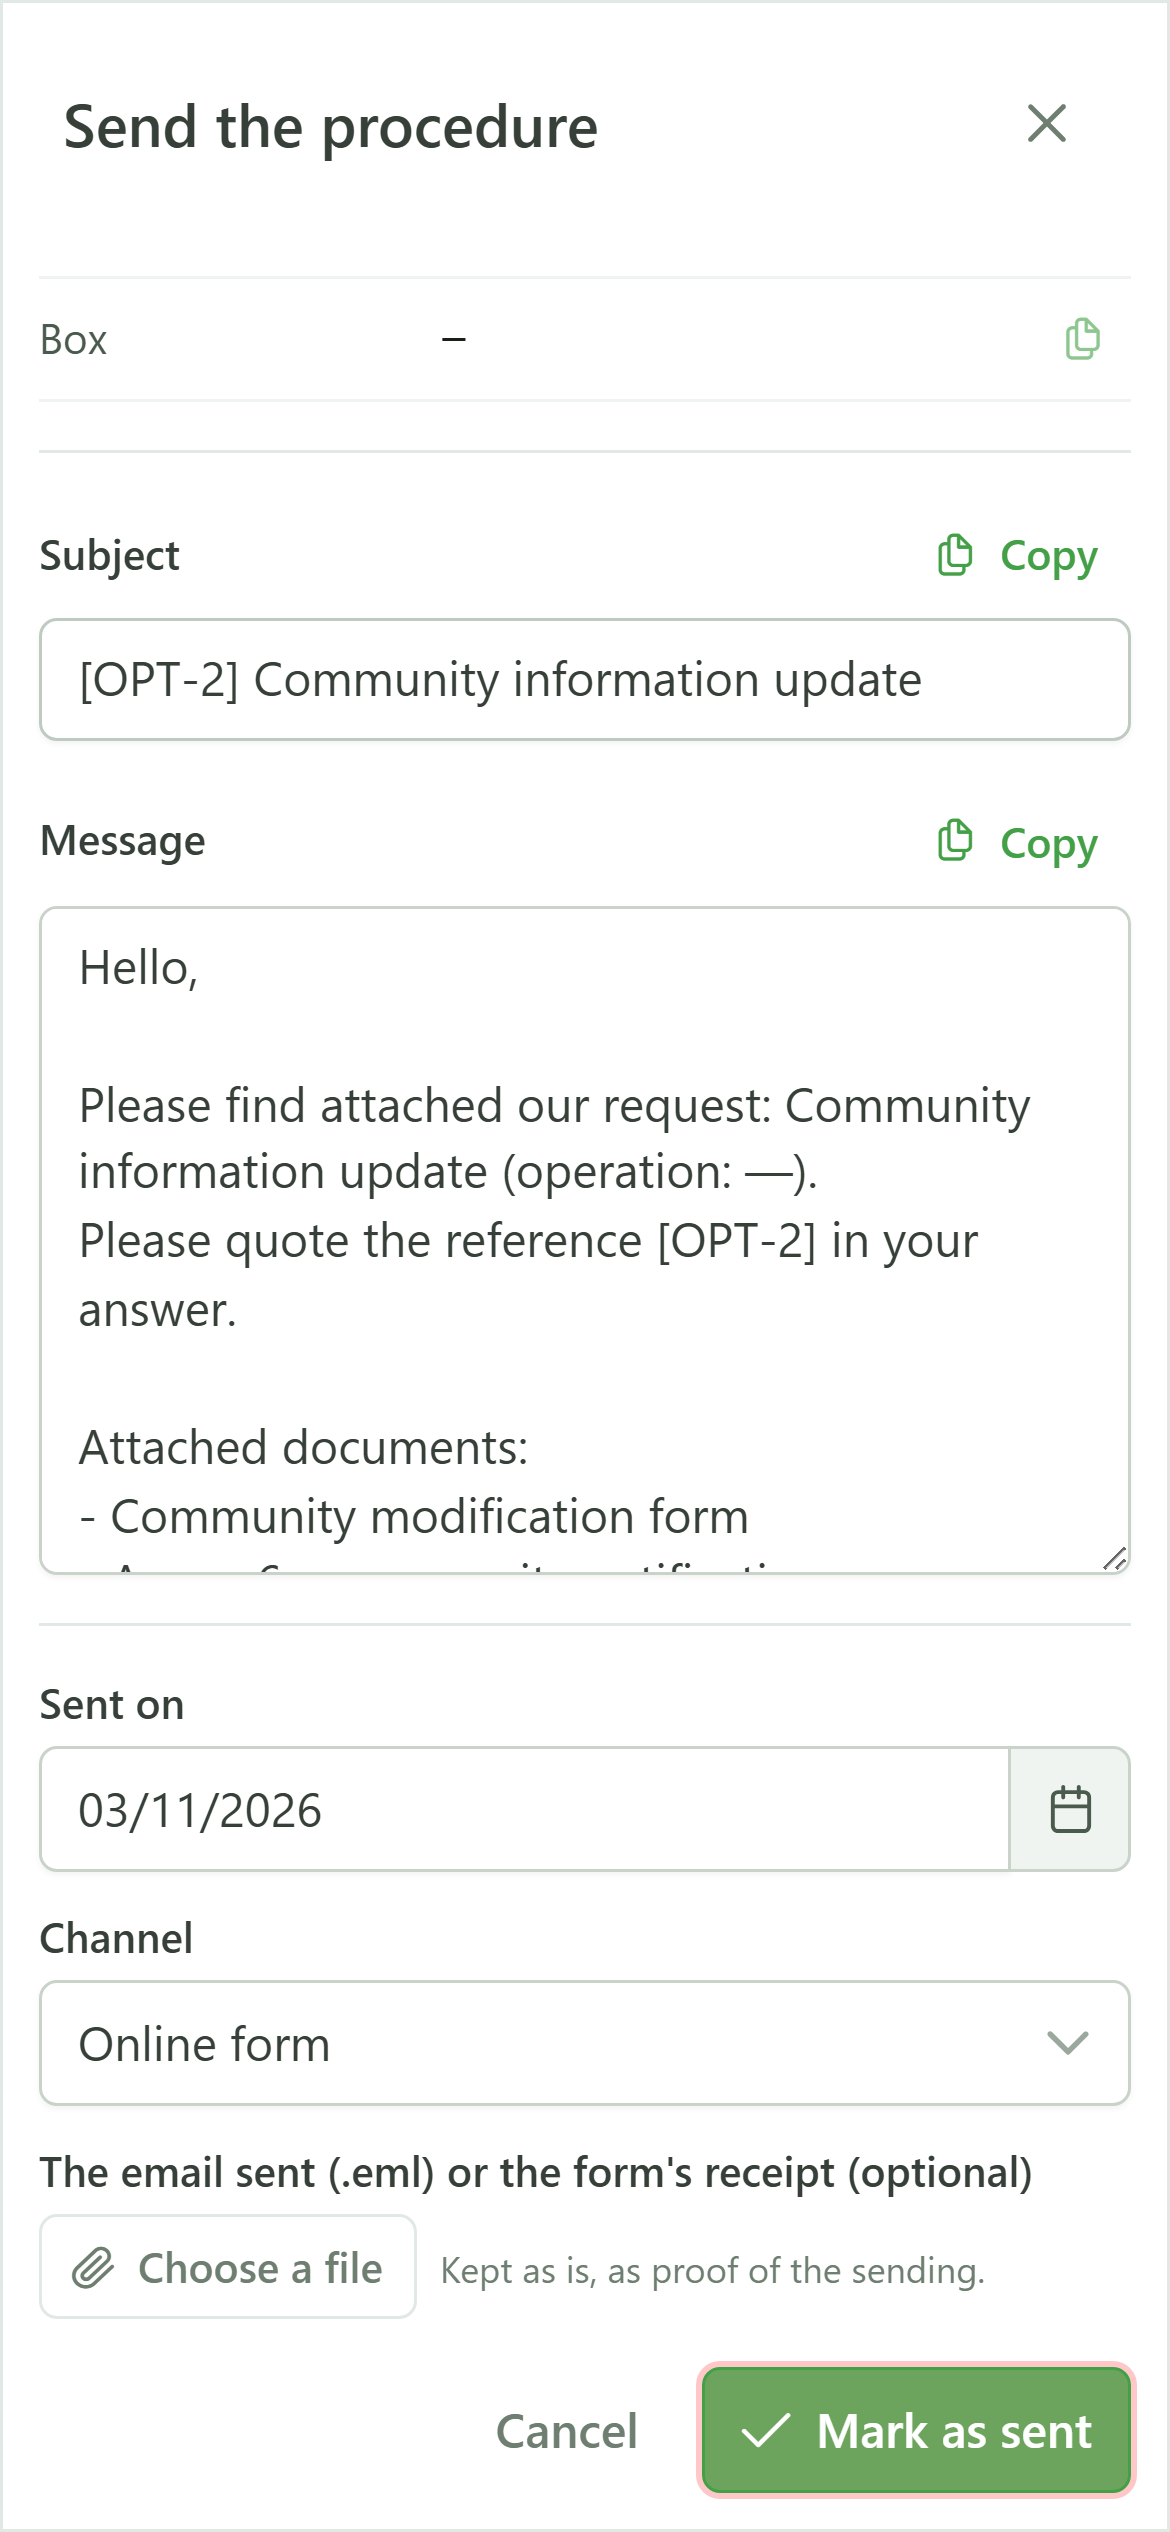 Send the procedure
Box –
Subject Copy
[OPT-2] Community information update
Message Copy
Hello,
Please find attached our request: Community
information update (operation: —).
Please quote the reference [OPT-2] in your
answer.
Attached documents:
- Community modification form
Sent on
03/11/2026
Channel
Online form
The email sent (.eml) or the form's receipt (optional)
Choose a file Kept as is, as proof of the sending.
Cancel Mark as sent